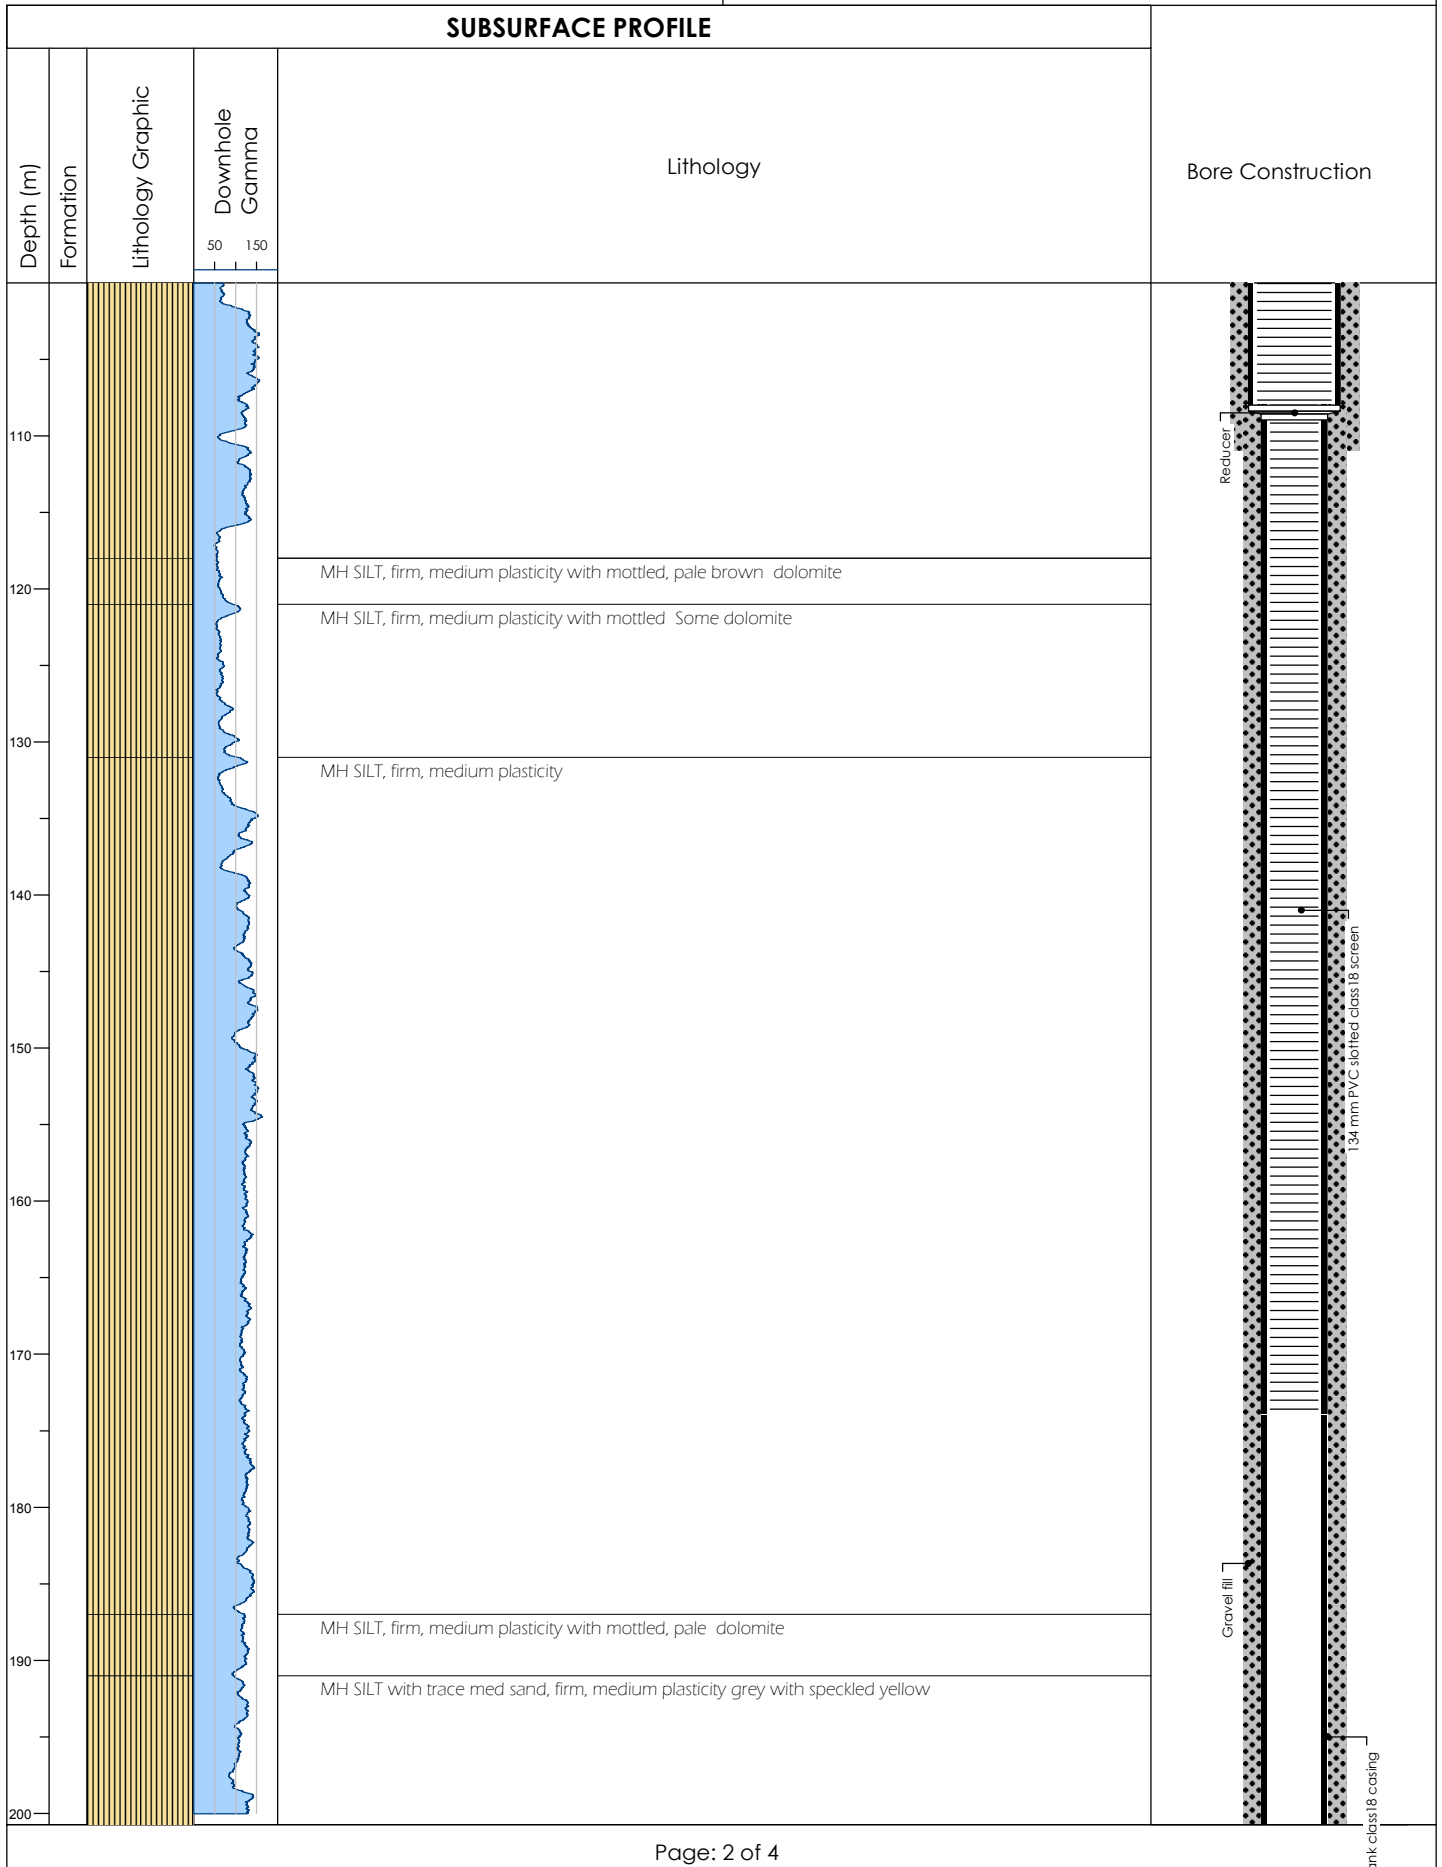 SUBSURFACE PROFILE
Depth (m)
Formation
Lithology Graphic
Downhole
Gamma
50 150
Lithology
Bore Construction
110
120
130
140
150
160
170
180
190
200
MH SILT, firm, medium plasticity with mottled, pale brown dolomite
MH SILT, firm, medium plasticity with mottled Some dolomite
MH SILT, firm, medium plasticity
MH SILT, firm, medium plasticity with mottled, pale dolomite
MH SILT with trace med sand, firm, medium plasticity grey with speckled yellow
Reducer
134 mm PVC slotted class18 screen
Gravel fill
class18 casing
Page: 2 of 4